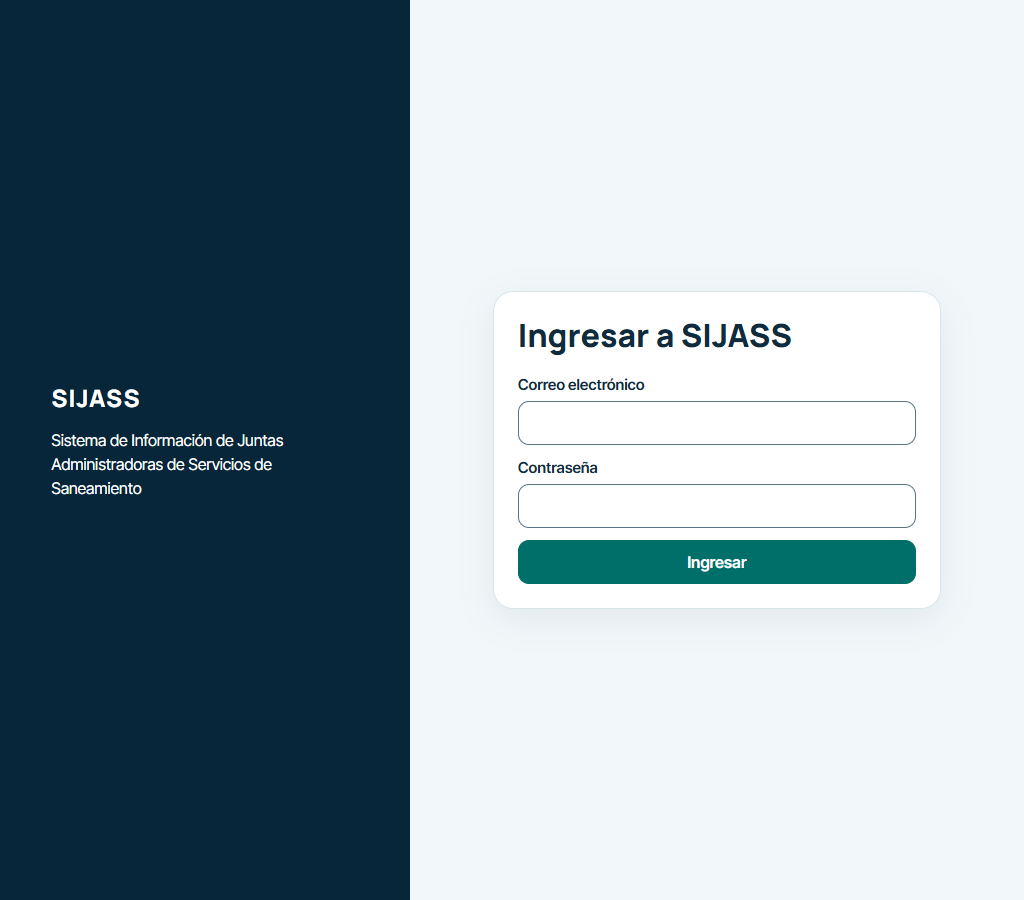 SIJASS
Sistema de Información de Juntas
Administradoras de Servicios de
Saneamiento
Ingresar a SIJASS
Correo electrónico
Contraseña
Ingresar